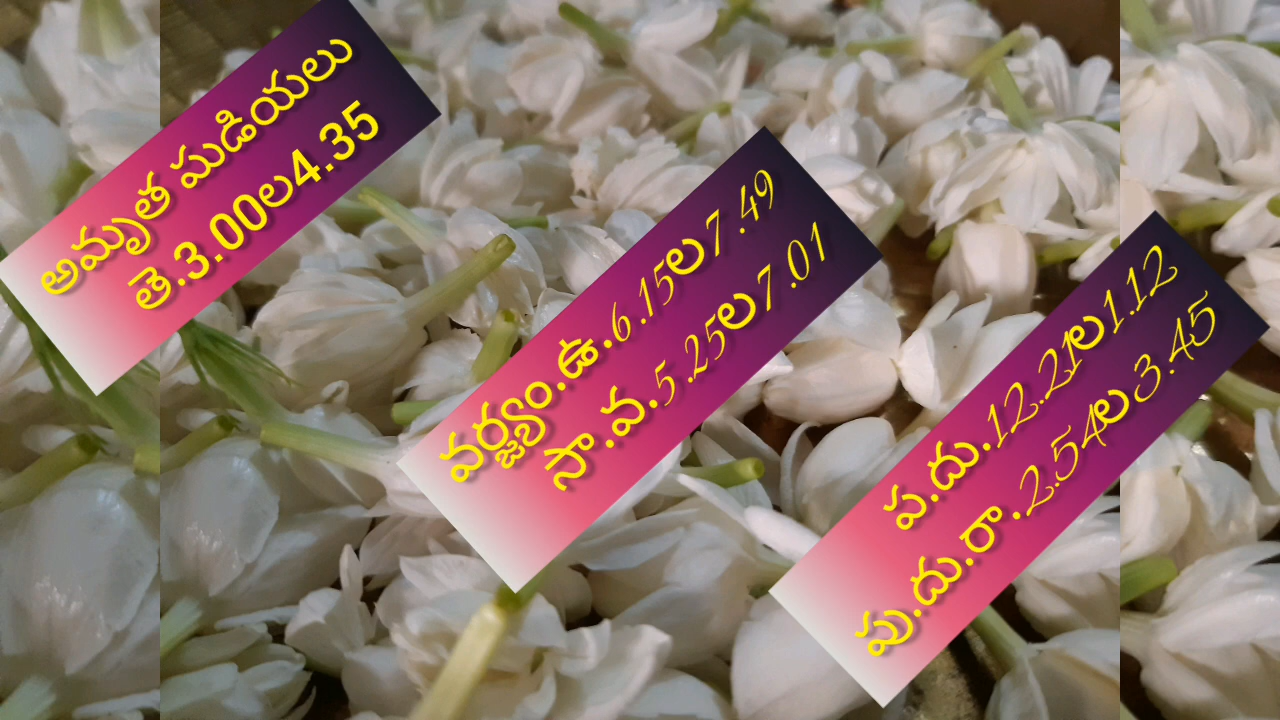 అమృత ఘడియలు
తె.3.00ల4.35
వర్జ్యం.ఉ.6.15ల7.49
సా.వ.5.25ల7.01
ప.దు.12.21ల1.12
పు.దు.రా.2.54ల3.45